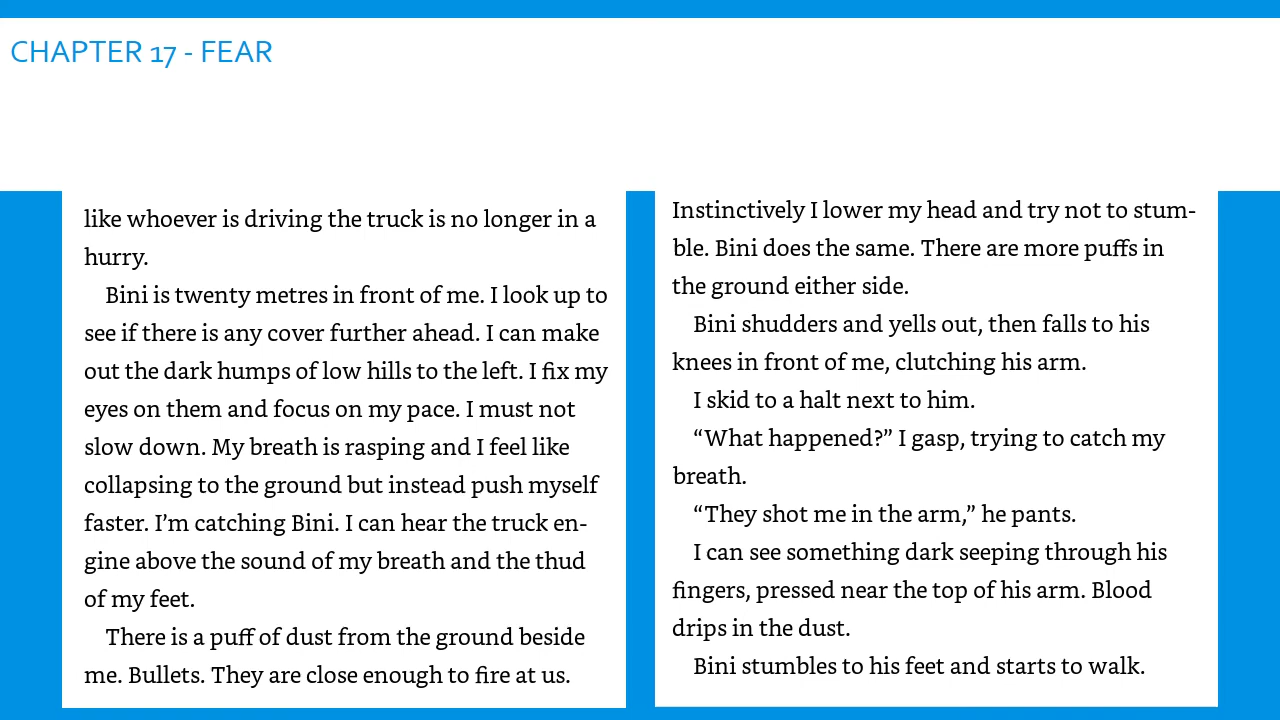 CHAPTER 17 - FEAR
like whoever is driving the truck is no longer in a
hurry.
Bini is twenty metres in front of me. I look up to
see if there is any cover further ahead. I can make
out the dark humps of low hills to the left. I fix my
eyes on them and focus on my pace. I must not
slow down. My breath is rasping and I feel like
collapsing to the ground but instead push myself
faster. I’m catching Bini. I can hear the truck en-
gine above the sound of my breath and the thud
of my feet.
There is a puff of dust from the ground beside
me. Bullets. They are close enough to fire at us.
Instinctively I lower my head and try not to stum-
ble. Bini does the same. There are more puffs in
the ground either side.
Bini shudders and yells out, then falls to his
knees in front of me, clutching his arm.
I skid to a halt next to him.
“What happened?” I gasp, trying to catch my
breath.
“They shot me in the arm,” he pants.
I can see something dark seeping through his
fingers, pressed near the top of his arm. Blood
drips in the dust.
Bini stumbles to his feet and starts to walk.